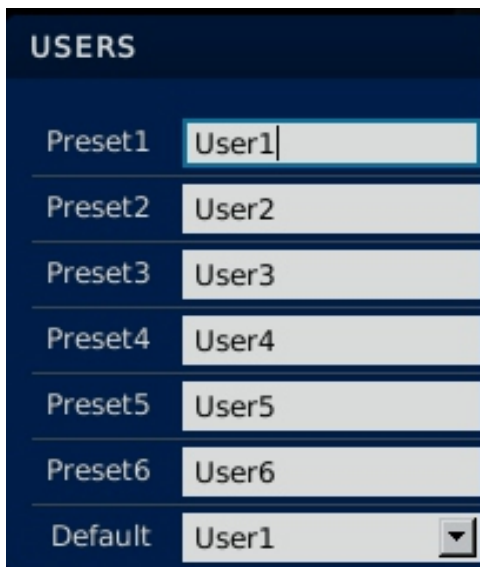 USERS
Preset1 User1
Preset2 User2
Preset3 User3
Preset4 User4
Preset5 User5
Preset6 User6
Default User1